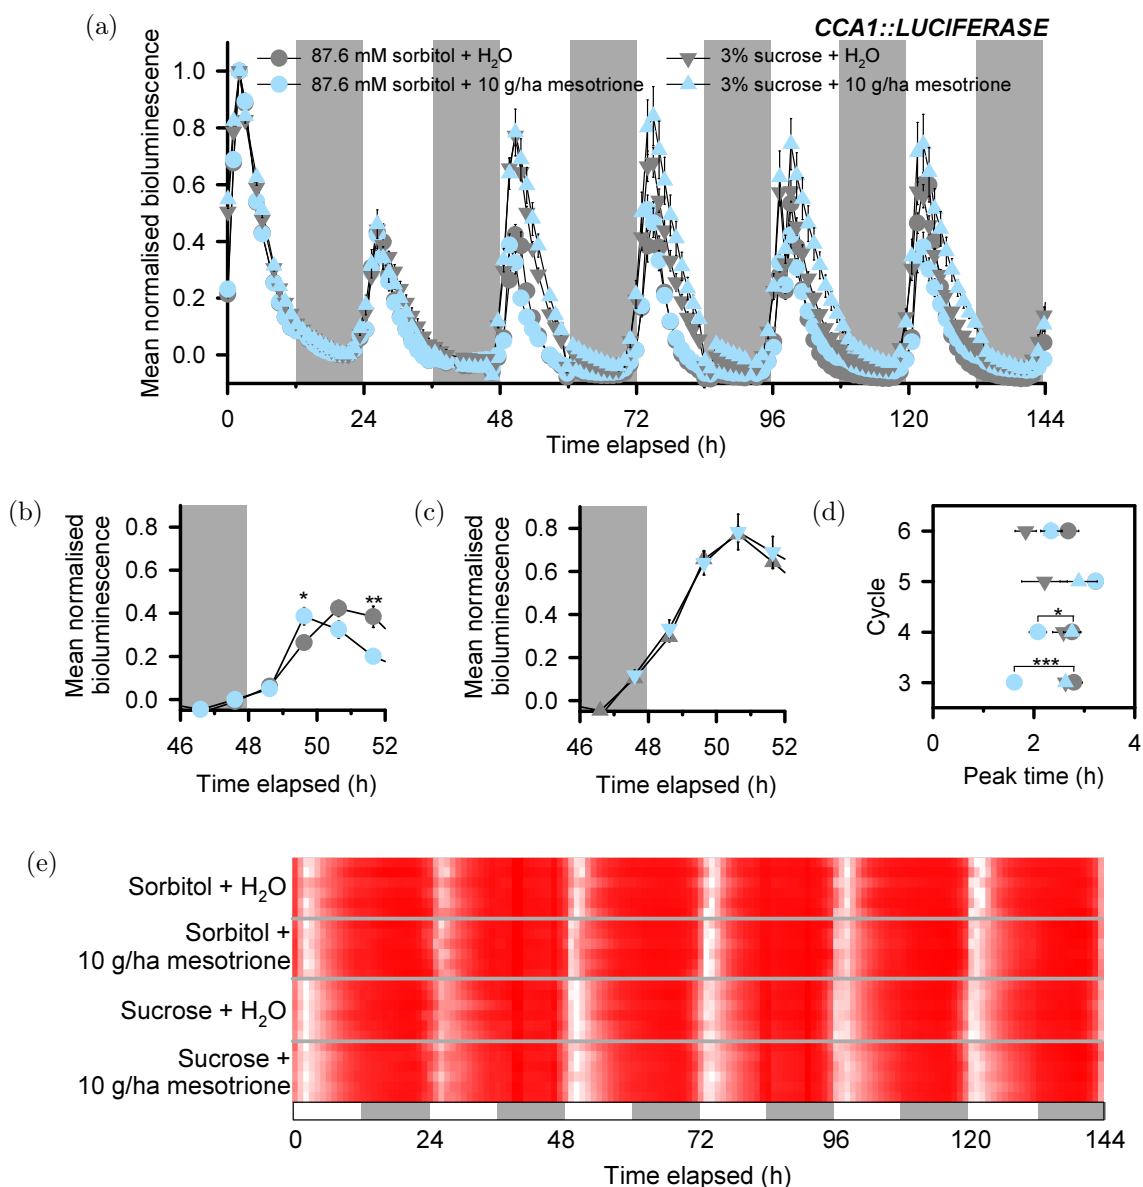 (a)
CCA1::LUCIFERASE
87.6 mM sorbitol + H₂O
3% sucrose + H₂O
87.6 mM sorbitol + 10 g/ha mesotrione
3% sucrose + 10 g/ha mesotrione
Mean normalised bioluminescence
1.0
0.8
0.6
0.4
0.2
0.0
0 24 48 72 96 120 144
Time elapsed (h)
(b)
Mean normalised
bioluminescence
0.8
0.6
0.4
0.2
0.0
*
**
46 48 50 52
Time elapsed (h)
(c)
Mean normalised
bioluminescence
0.8
0.6
0.4
0.2
0.0
46 48 50 52
Time elapsed (h)
(d)
Cycle
6
5
4
3
*
***
0 2 4
Peak time (h)
(e)
Sorbitol + H₂O
Sorbitol +
10 g/ha mesotrione
Sucrose + H₂O
Sucrose +
10 g/ha mesotrione
0 24 48 72 96 120 144
Time elapsed (h)